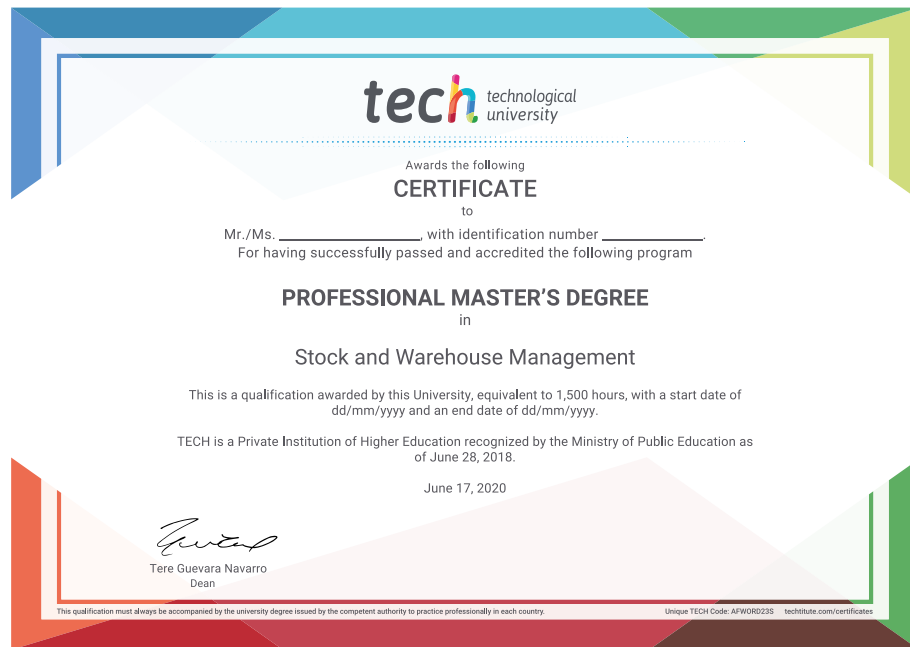 tech technological
university
Awards the following
CERTIFICATE
to
Mr./Ms. ____________________, with identification number ______________.
For having successfully passed and accredited the following program
PROFESSIONAL MASTER'S DEGREE
in
Stock and Warehouse Management
This is a qualification awarded by this University, equivalent to 1,500 hours, with a start date of
dd/mm/yyyy and an end date of dd/mm/yyyy.
TECH is a Private Institution of Higher Education recognized by the Ministry of Public Education as
of June 28, 2018.
June 17, 2020
Tere Guevara Navarro
Dean
This qualification must always be accompanied by the university degree issued by the competent authority to practice professionally in each country. Unique TECH Code: AFWORD23S techtitute.com/certificates